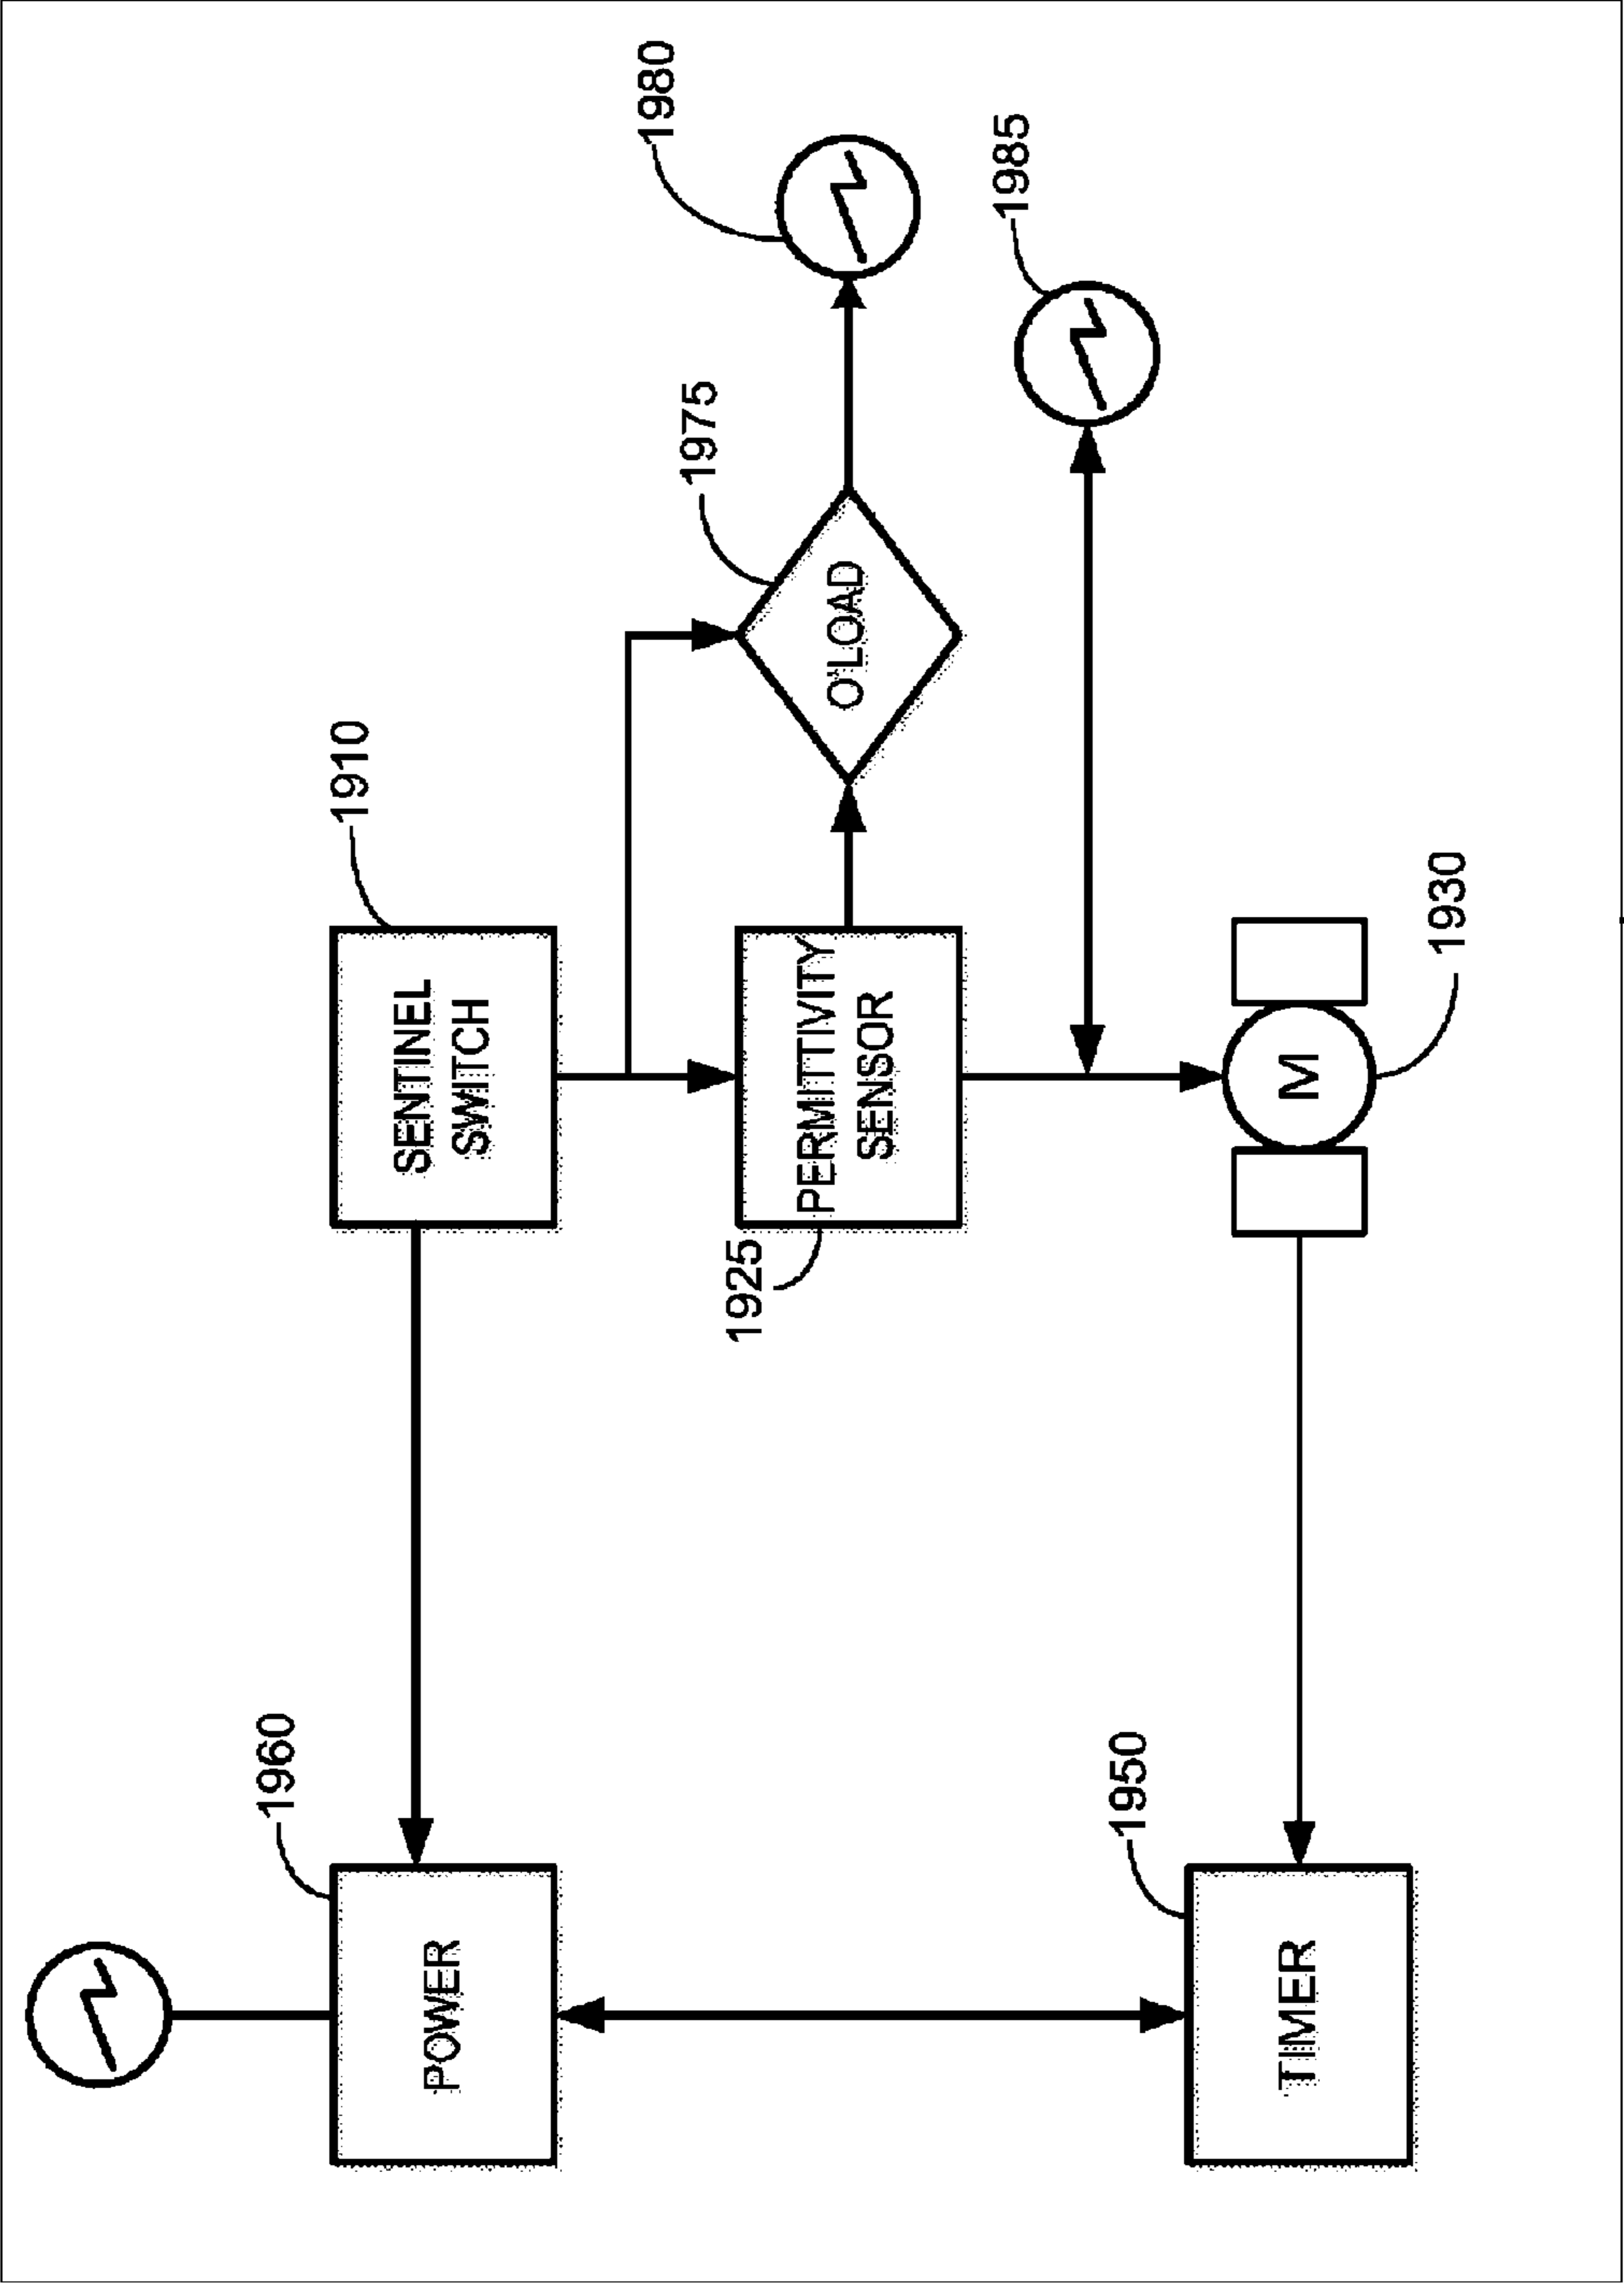 1960
1910
POWER
SENTINEL
SWITCH
1980
1975
1925
PERMITTIVITY
SENSOR
O'LOAD
1985
1950
TIMER
M
1930